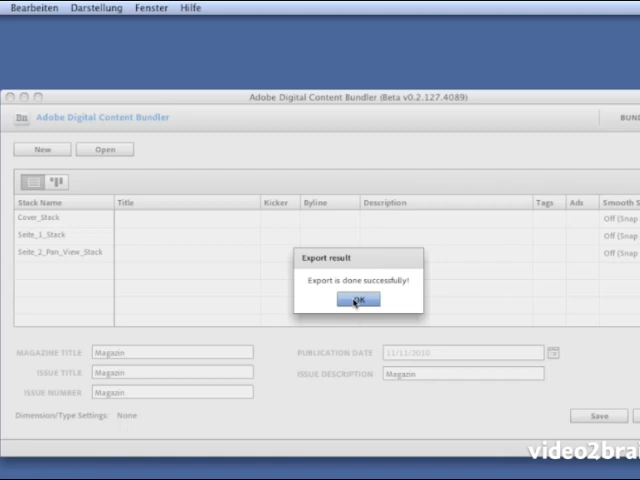 Bearbeiten Darstellung Fenster Hilfe
Adobe Digital Content Bundler (Beta v0.2.127.4089)
Bn Adobe Digital Content Bundler
New Open
Stack Name Title Kicker Byline Description Tags Ads Smooth S
Cover_Stack Off (Snap
Seite_1_Stack Off (Snap
Seite_2_Pan_View_Stack Off (Snap
Export result
Export is done successfully!
OK
MAGAZINE TITLE Magazin PUBLICATION DATE 11/11/2010
ISSUE TITLE Magazin ISSUE DESCRIPTION Magazin
ISSUE NUMBER Magazin
Dimension/Type Settings: None
Save
video2brai